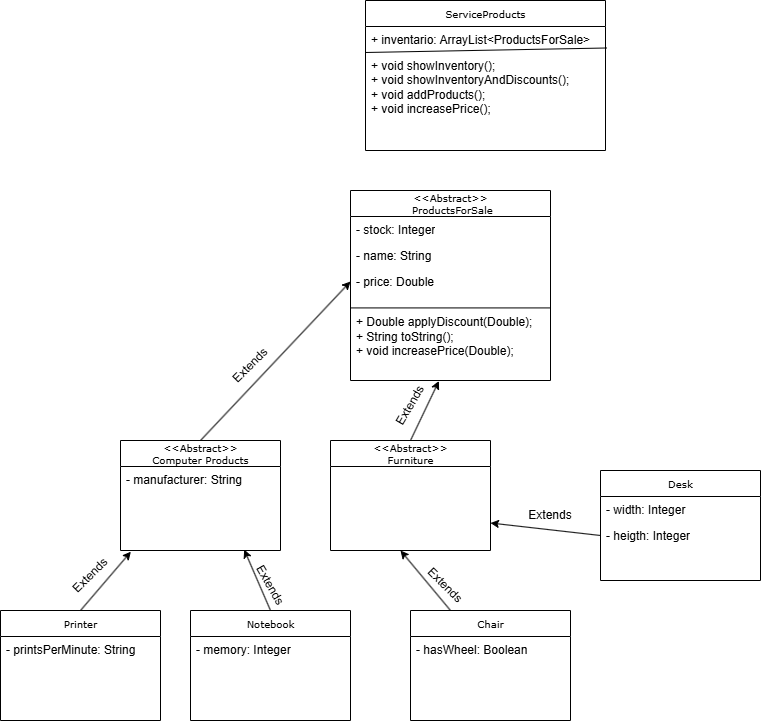 ServiceProducts
+ inventario: ArrayList<ProductsForSale>
+ void showInventory();
+ void showInventoryAndDiscounts();
+ void addProducts();
+ void increasePrice();
<<Abstract>>
ProductsForSale
- stock: Integer
- name: String
- price: Double
+ Double applyDiscount(Double);
+ String toString();
+ void increasePrice(Double);
Extends
Extends
<<Abstract>>
Computer Products
- manufacturer: String
<<Abstract>>
Furniture
Desk
- width: Integer
- heigth: Integer
Extends
Extends
Extends
Extends
Printer
- printsPerMinute: String
Notebook
- memory: Integer
Chair
- hasWheel: Boolean